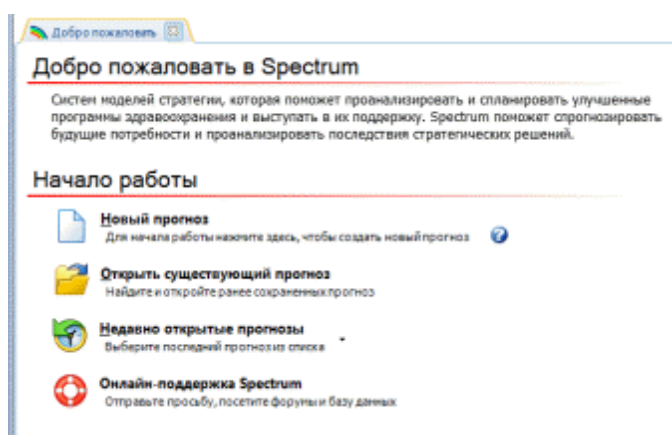 Добро пожаловать
Добро пожаловать в Spectrum
Систем моделей стратегии, которая поможет проанализировать и спланировать улучшенные
программы здравоохранения и выступать в их поддержку. Spectrum поможет спрогнозировать
будущие потребности и проанализировать последствия стратегических решений.
Начало работы
Новый прогноз
Для начала работы нажмите здесь, чтобы создать новый прогноз
Открыть существующий прогноз
Найдите и откройте ранее сохраненных прогноз
Недавно открытые прогнозы
Выберите последний прогноз из списка
Онлайн-поддержка Spectrum
Отправьте просьбу, посетите форумы и базу данных